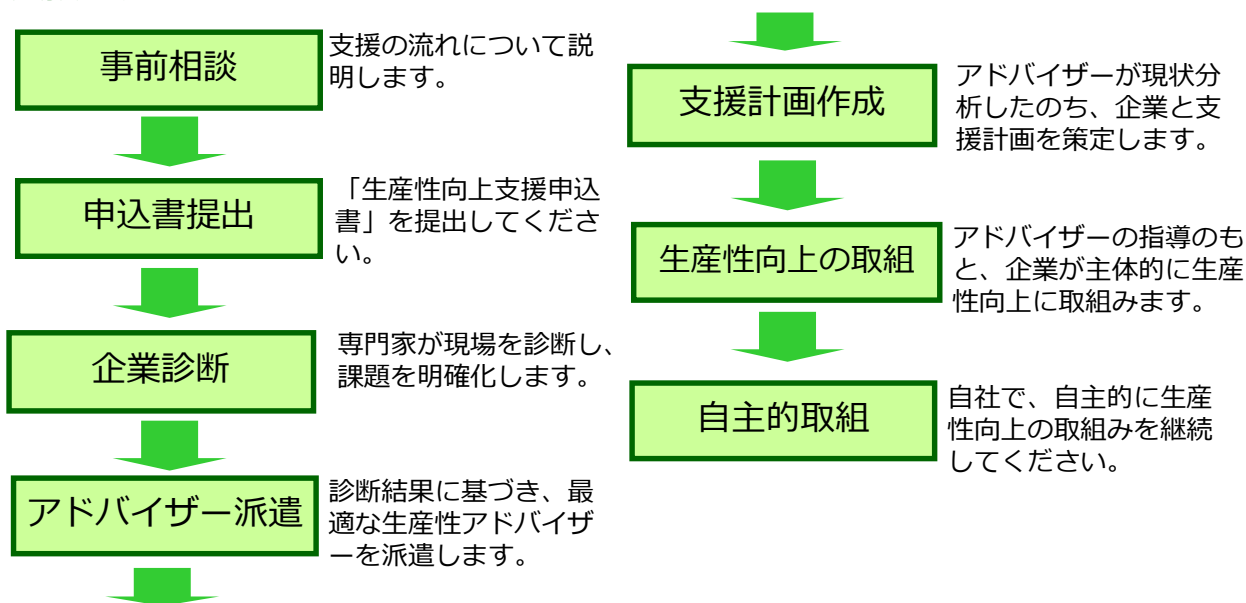 事前相談
支援の流れについて説
明します。
申込書提出
「生産性向上支援申込
書」を提出してくださ
い。
企業診断
専門家が現場を診断し、
課題を明確化します。
アドバイザー派遣
診断結果に基づき、最
適な生産性アドバイザ
ーを派遣します。
支援計画作成
アドバイザーが現状分
析したのち、企業と支
援計画を策定します。
生産性向上の取組
アドバイザーの指導のも
と、企業が主体的に生産
性向上に取組みます。
自主的取組
自社で、自主的に生産
性向上の取組みを継続
してください。